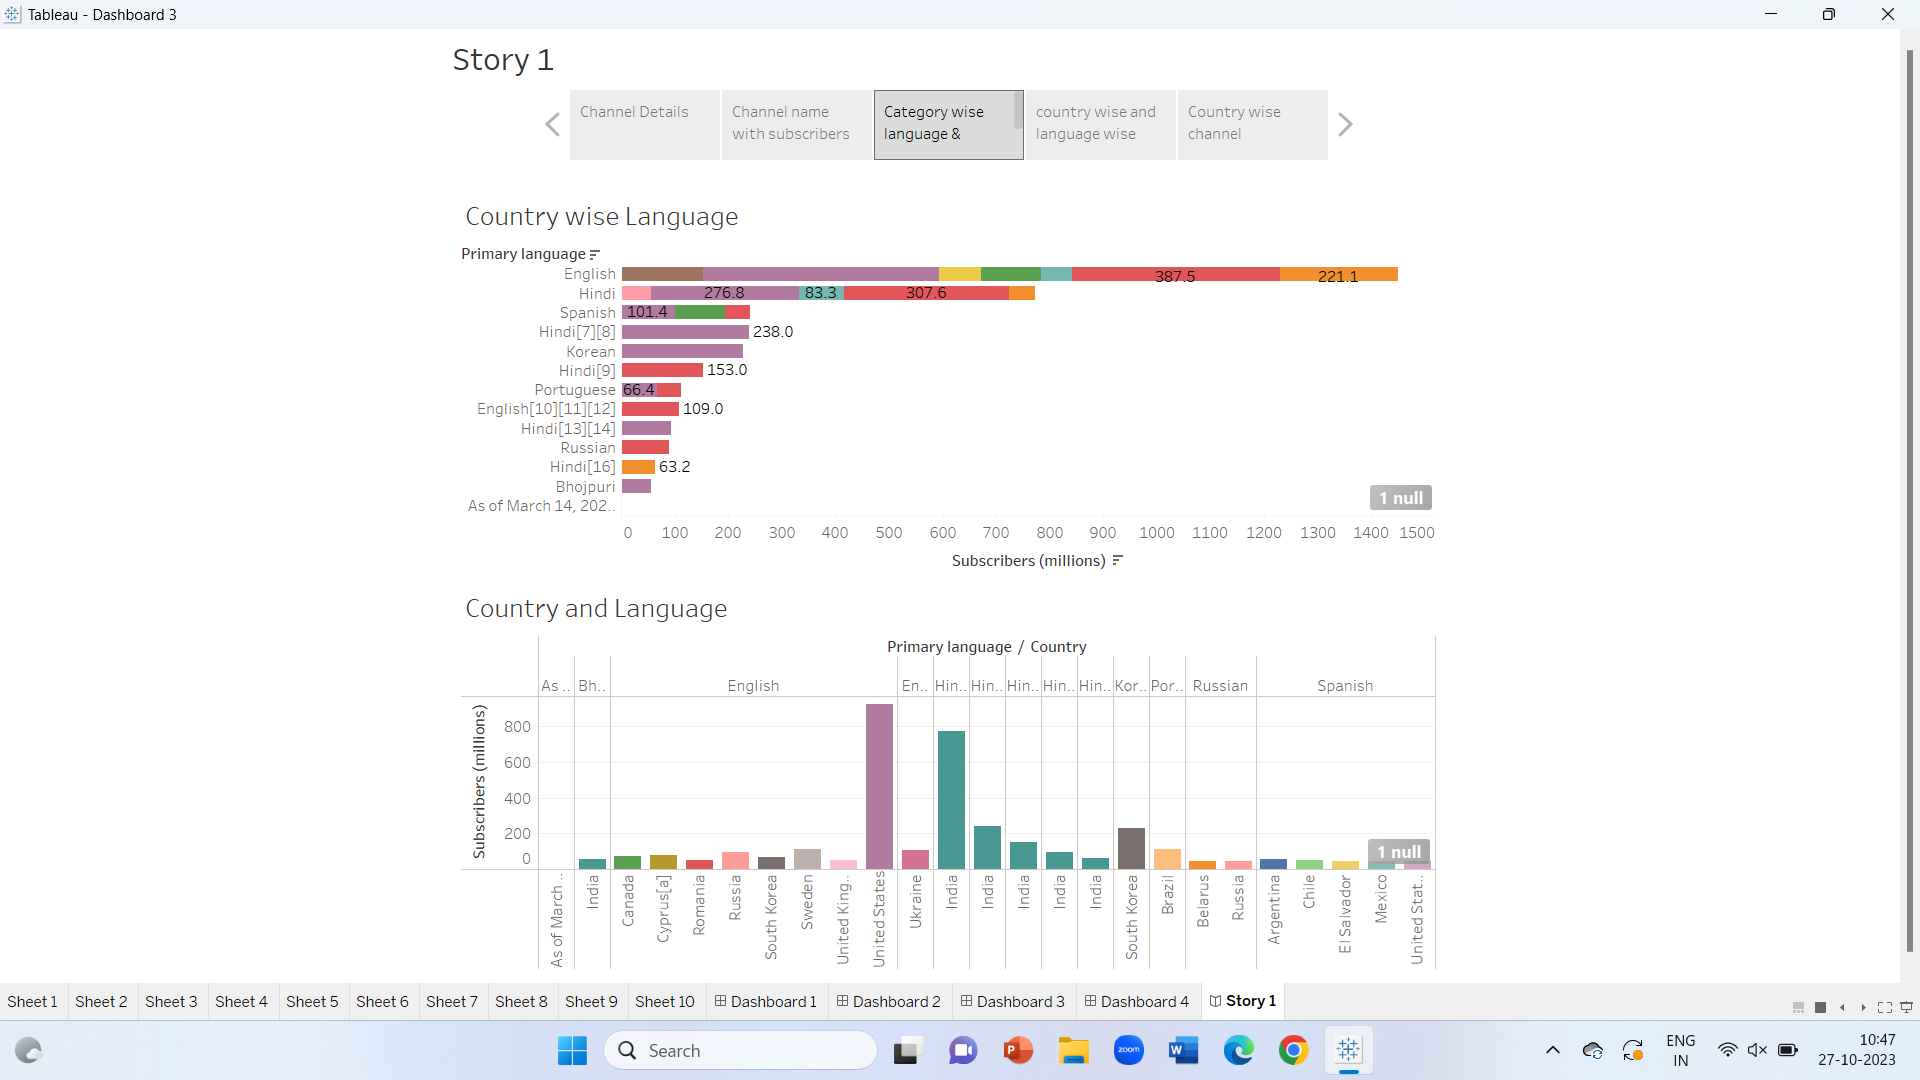 Tableau - Dashboard 3
Story 1
Channel Details
Channel name
with subscribers
Category wise
language &
country wise and
language wise
Country wise
channel
Country wise Language
Primary language
English 387.5 221.1
Hindi 276.8 83.3 307.6
Spanish 101.4
Hindi[7][8] 238.0
Korean
Hindi[9] 153.0
Portuguese 66.4
English[10][11][12] 109.0
Hindi[13][14]
Russian
Hindi[16] 63.2
Bhojpuri
1 null
As of March 14, 202..
0 100 200 300 400 500 600 700 800 900 1000 1100 1200 1300 1400 1500
Subscribers (millions)
Country and Language
Primary language / Country
As .. Bh.. English En.. Hin.. Hin.. Hin.. Hin.. Hin.. Kor.. Por.. Russian Spanish
Subscribers (millions)
800
600
400
200
0
1 null
As of March ..
India
Canada
Cyprus[a]
Romania
Russia
South Korea
Sweden
United King..
United States
Ukraine
India
India
India
India
India
South Korea
Brazil
Belarus
Russia
Argentina
Chile
El Salvador
Mexico
United Stat..
Sheet 1 Sheet 2 Sheet 3 Sheet 4 Sheet 5 Sheet 6 Sheet 7 Sheet 8 Sheet 9 Sheet 10 Dashboard 1 Dashboard 2 Dashboard 3 Dashboard 4 Story 1
Search
zoom
ENG
IN
10:47
27-10-2023